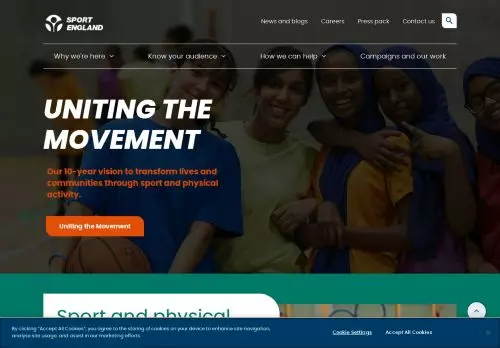 SPORT
ENGLAND
News and blogs
Careers
Press pack
Contact us
Why we're here
Know your audience
How we can help
Campaigns and our work
UNITING THE
MOVEMENT
Our 10-year vision to transform lives and
communities through sport and physical
activity.
Uniting the Movement
Sport and physical
By clicking "Accept All Cookies", you agree to the storing of cookies on your device to enhance site navigation,
analyse site usage, and assist in our marketing efforts.
Cookie Settings
Accept All Cookies